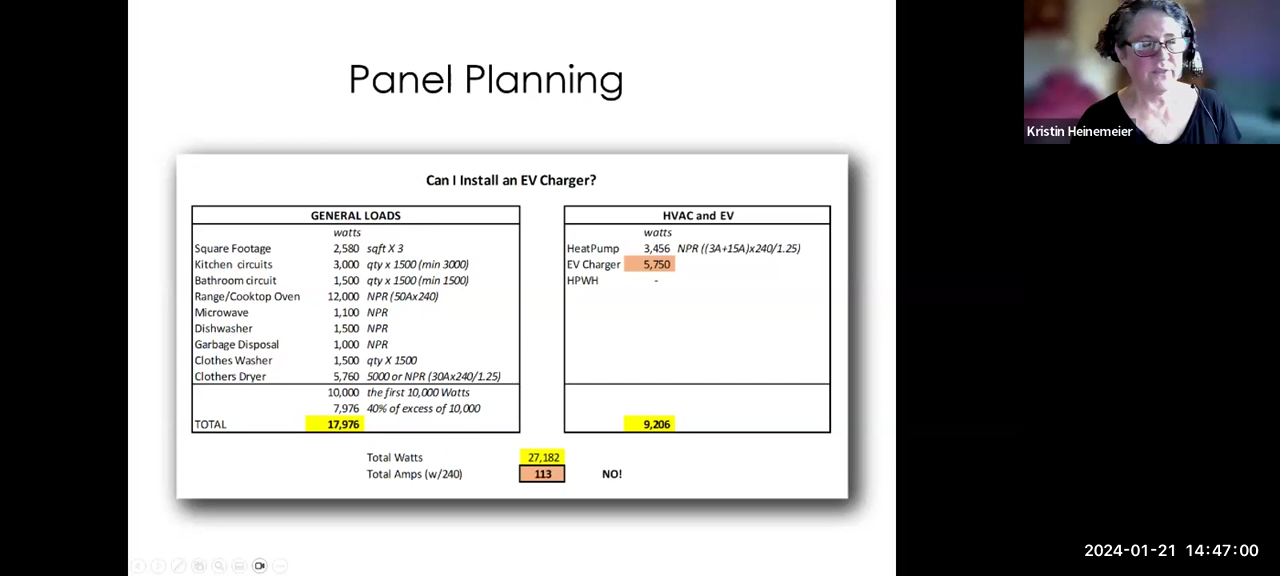 Panel Planning
Kristin Heinemeier
Can I Install an EV Charger?
GENERAL LOADS
watts
Square Footage 2,580 sqft X 3
Kitchen circuits 3,000 qty x 1500 (min 3000)
Bathroom circuit 1,500 qty x 1500 (min 1500)
Range/Cooktop Oven 12,000 NPR (50Ax240)
Microwave 1,100 NPR
Dishwasher 1,500 NPR
Garbage Disposal 1,000 NPR
Clothes Washer 1,500 qty X 1500
Clothers Dryer 5,760 5000 or NPR (30Ax240/1.25)
10,000 the first 10,000 Watts
7,976 40% of excess of 10,000
TOTAL 17,976
HVAC and EV
watts
HeatPump 3,456 NPR ((3A+15A)x240/1.25)
EV Charger 5,750
HPWH -
9,206
Total Watts 27,182
Total Amps (w/240) 113 NO!
2024-01-21 14:47:00